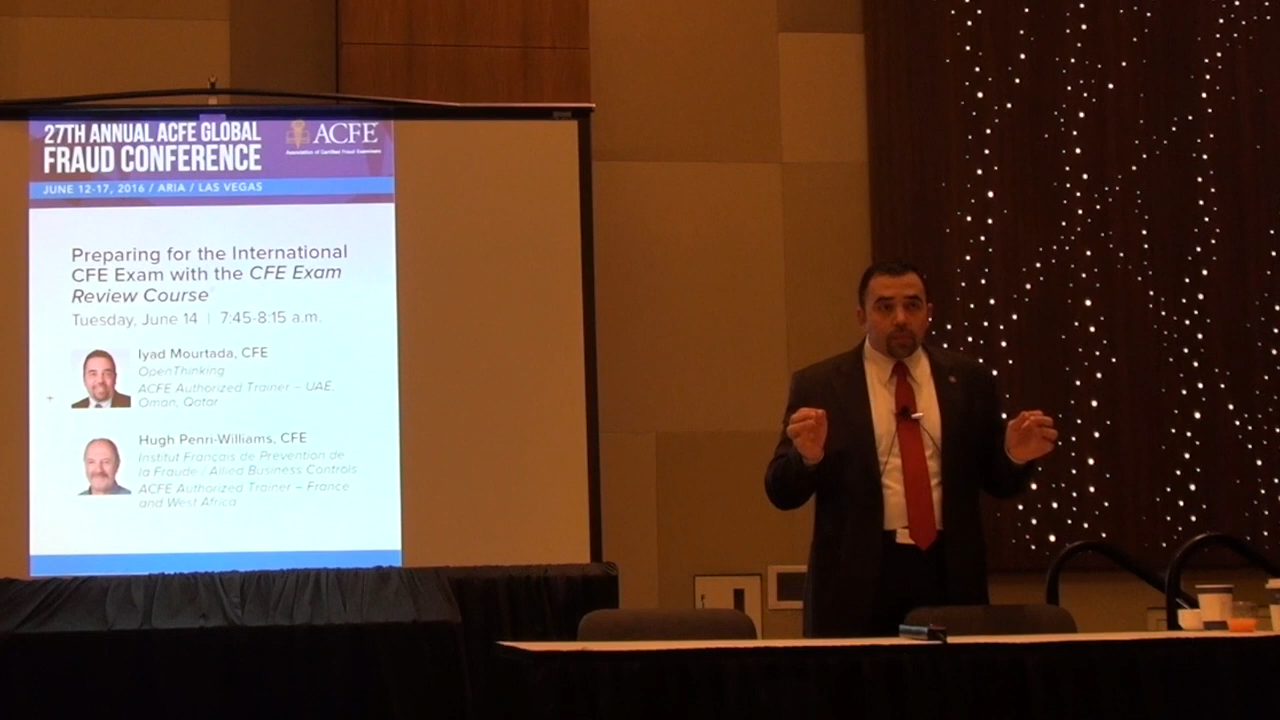 27TH ANNUAL ACFE GLOBAL
FRAUD CONFERENCE
ACFE
Association of Certified Fraud Examiners
JUNE 12-17, 2016 / ARIA / LAS VEGAS
Preparing for the International
CFE Exam with the CFE Exam
Review Course
Tuesday, June 14 | 7:45-8:15 a.m.
Iyad Mourtada, CFE
OpenThinking
ACFE Authorized Trainer – UAE,
Oman, Qatar
Hugh Penri-Williams, CFE
Institut Français de Prevention de
la Fraude / Allied Business Controls
ACFE Authorized Trainer – France
and West Africa